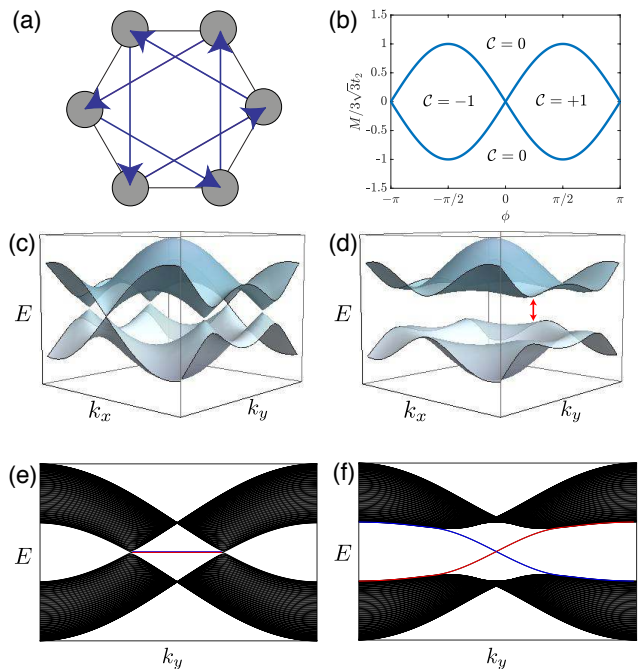 (a)
(b)
M/3√3t₂
1.5
1
0.5
0
-0.5
-1
-1.5
C = 0
C = −1
C = +1
C = 0
−π
−π/2
0
π/2
π
ϕ
(c)
E
k_x
k_y
(d)
E
k_x
k_y
(e)
E
k_y
(f)
E
k_y